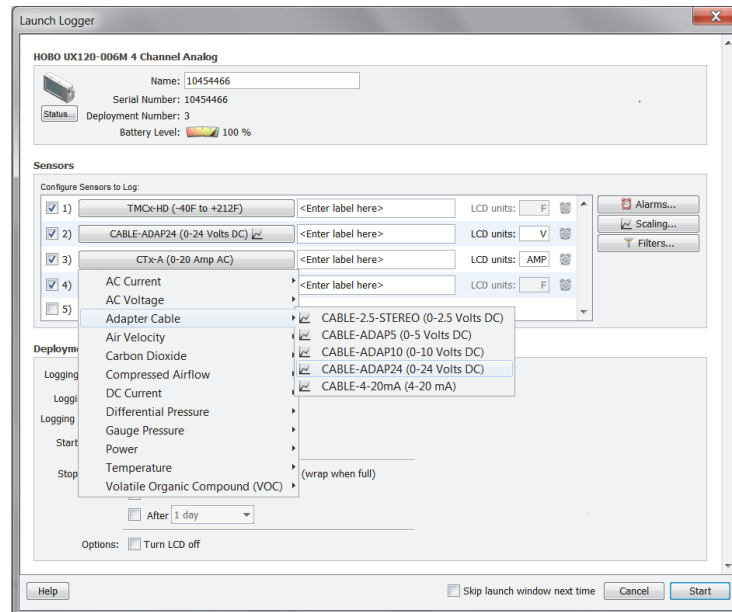 Launch Logger
HOBO UX120-006M 4 Channel Analog
Name: 10454466
Serial Number: 10454466
Status... Deployment Number: 3
Battery Level: 100 %
Sensors
Configure Sensors to Log:
1) TMCx-HD (-40F to +212F) <Enter label here> LCD units: F Alarms...
2) CABLE-ADAP24 (0-24 Volts DC) <Enter label here> LCD units: V Scaling...
Filters...
3) CTx-A (0-20 Amp AC) <Enter label here> LCD units: AMP
4) <Enter label here> LCD units: F
5)
AC Current
AC Voltage
Adapter Cable
Air Velocity
Carbon Dioxide
Compressed Airflow
DC Current
Differential Pressure
Gauge Pressure
Power
Temperature
Volatile Organic Compound (VOC)
CABLE-2.5-STEREO (0-2.5 Volts DC)
CABLE-ADAP5 (0-5 Volts DC)
CABLE-ADAP10 (0-10 Volts DC)
CABLE-ADAP24 (0-24 Volts DC)
CABLE-4-20mA (4-20 mA)
Deployme
Logging
Loggi
Logging
Start
Stop (wrap when full)
After 1 day
Options: Turn LCD off
Help Skip launch window next time Cancel Start